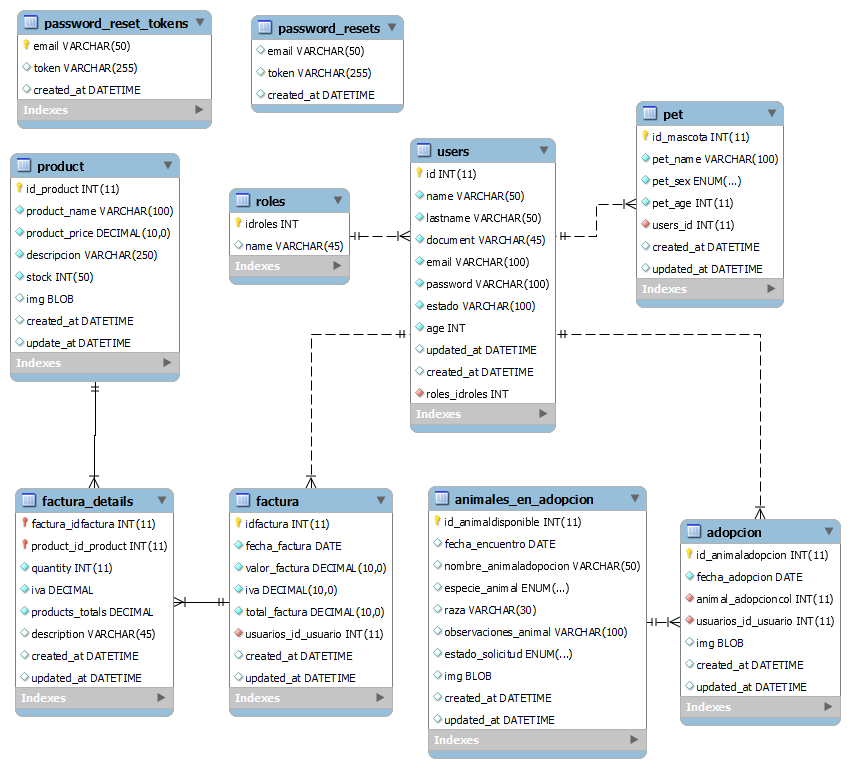 password_reset_tokens
email VARCHAR(50)
token VARCHAR(255)
created_at DATETIME
Indexes
password_resets
email VARCHAR(50)
token VARCHAR(255)
created_at DATETIME
product
id_product INT(11)
product_name VARCHAR(100)
product_price DECIMAL(10,0)
descripcion VARCHAR(250)
stock INT(50)
img BLOB
created_at DATETIME
update_at DATETIME
Indexes
roles
idroles INT
name VARCHAR(45)
Indexes
users
id INT(11)
name VARCHAR(50)
lastname VARCHAR(50)
document VARCHAR(45)
email VARCHAR(100)
password VARCHAR(100)
estado VARCHAR(100)
age INT
updated_at DATETIME
created_at DATETIME
roles_idroles INT
Indexes
pet
id_mascota INT(11)
pet_name VARCHAR(100)
pet_sex ENUM(...)
pet_age INT(11)
users_id INT(11)
created_at DATETIME
updated_at DATETIME
Indexes
factura_details
factura_idfactura INT(11)
product_id_product INT(11)
quantity INT(11)
iva DECIMAL
products_totals DECIMAL
description VARCHAR(45)
created_at DATETIME
updated_at DATETIME
Indexes
factura
idfactura INT(11)
fecha_factura DATE
valor_factura DECIMAL(10,0)
iva DECIMAL(10,0)
total_factura DECIMAL(10,0)
usuarios_id_usuario INT(11)
created_at DATETIME
updated_at DATETIME
Indexes
animales_en_adopcion
id_animaldisponible INT(11)
fecha_encuentro DATE
nombre_animaladopocion VARCHAR(50)
especie_animal ENUM(...)
raza VARCHAR(30)
observaciones_animal VARCHAR(100)
estado_solicitud ENUM(...)
img BLOB
created_at DATETIME
updated_at DATETIME
Indexes
adopcion
id_animaladopcion INT(11)
fecha_adopcion DATE
animal_adopcioncol INT(11)
usuarios_id_usuario INT(11)
img BLOB
created_at DATETIME
updated_at DATETIME
Indexes